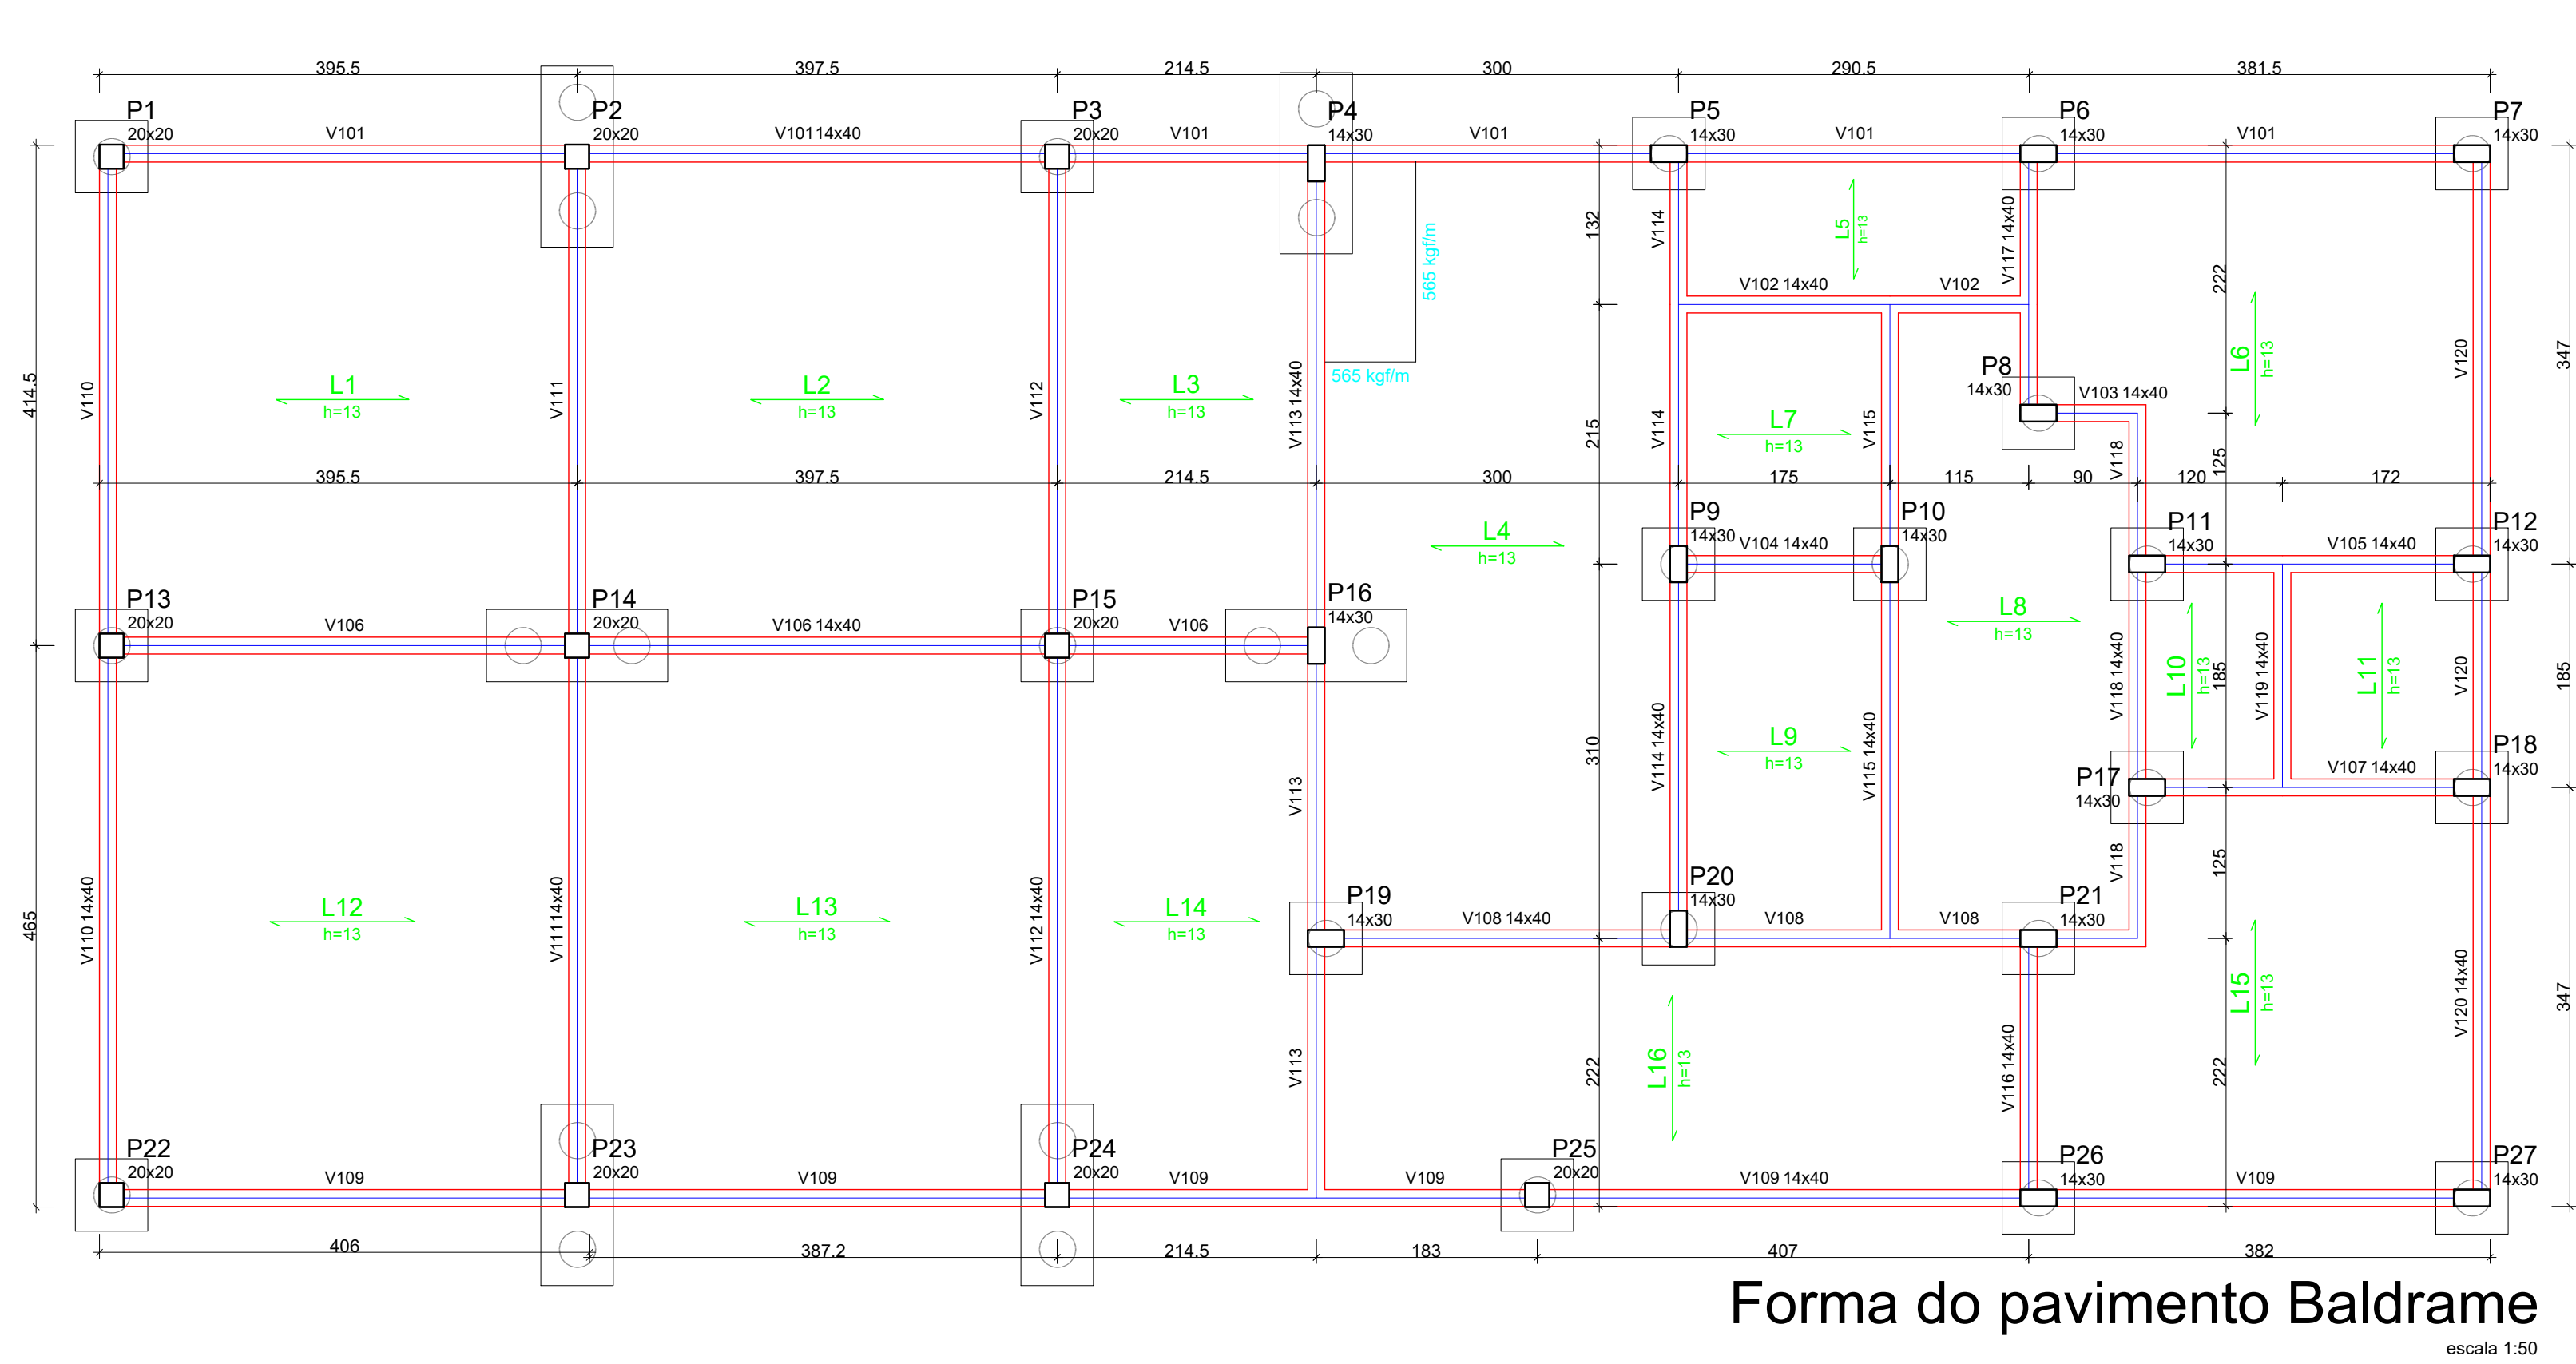 395.5
397.5
214.5
300
290.5
381.5
P1
20x20
V101
P2
20x20
V101 14x40
P3
20x20
V101
P4
14x30
V101
P5
14x30
V101
P6
14x30
V101
P7
14x30
132
V114
L5
h=13
V117 14x40
222
565 kgf/m
V102 14x40
V102
414.5
V110
L1
h=13
V111
L2
h=13
V112
L3
h=13
V113 14x40
565 kgf/m
215
V114
L7
h=13
V115
P8
14x30
V103 14x40
L6
h=13
V120
347
V118
125
395.5
397.5
214.5
300
175
115
90
120
172
L4
h=13
P9
14x30
V104 14x40
P10
14x30
P11
14x30
V105 14x40
P12
14x30
P13
20x20
V106
P14
20x20
V106 14x40
P15
20x20
V106
P16
14x30
L8
h=13
V118 14x40
L10
h=13
185
V119 14x40
L11
h=13
V120
185
310
V114 14x40
L9
h=13
V115 14x40
V113
P17
14x30
V107 14x40
P18
14x30
465
V110 14x40
L12
h=13
V111 14x40
L13
h=13
V112 14x40
L14
h=13
P19
14x30
V108 14x40
P20
14x30
V108
V108
P21
14x30
V118
125
V113
L16
h=13
222
V116 14x40
222
L15
h=13
V120 14x40
347
P22
20x20
V109
P23
20x20
V109
P24
20x20
V109
V109
P25
20x20
V109 14x40
P26
14x30
V109
P27
14x30
406
387.2
214.5
183
407
382
Forma do pavimento Baldrame
escala 1:50